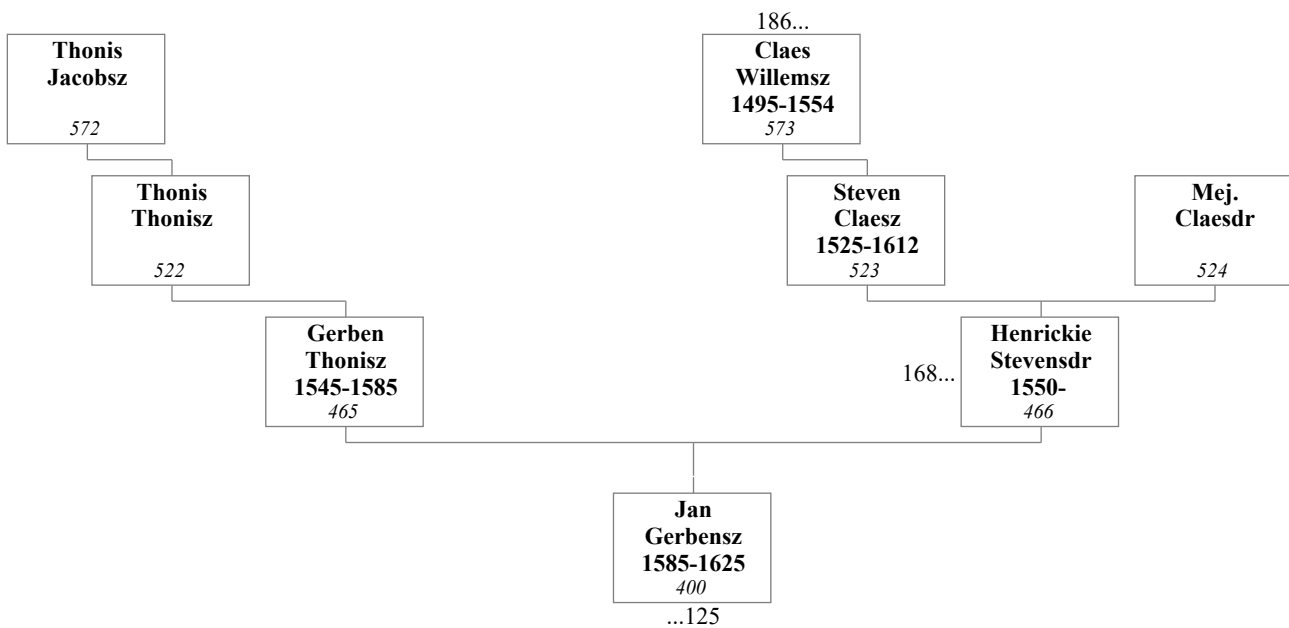 186...
Thonis
Jacobsz
572
Claes
Willemsz
1495-1554
573
Thonis
Thonisz
522
Steven
Claesz
1525-1612
523
Mej.
Claesdr
524
Gerben
Thonisz
1545-1585
465
168...
Henrickie
Stevensdr
1550-
466
Jan
Gerbensz
1585-1625
400
...125